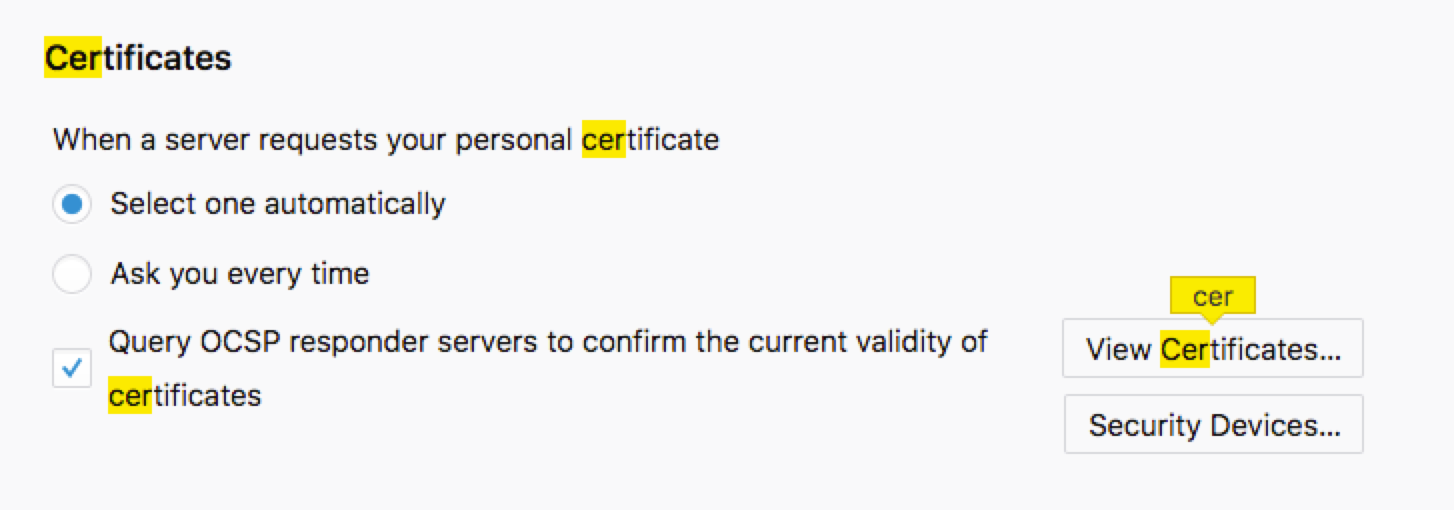 Certificates
When a server requests your personal certificate
Select one automatically
Ask you every time
Query OCSP responder servers to confirm the current validity of
certificates
cer
View Certificates...
Security Devices...